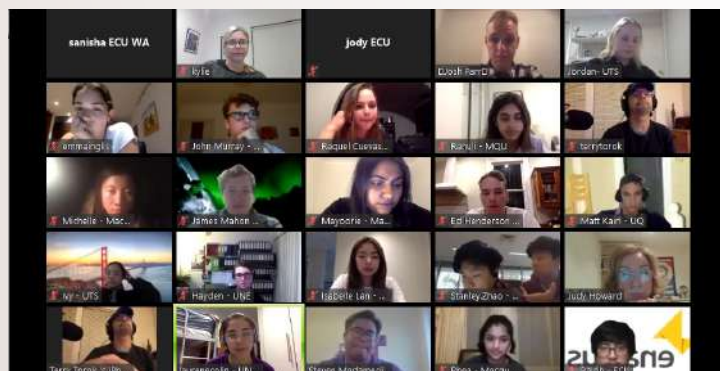 sanisha ECU WA
kylie
jody ECU
Jordan- UTS
emmaingks
John Murray - ...
Raquel Cuevas...
Ranuli - MQU
terrytorok
Michelle - Mac...
James Mahon ...
Mayoorie - Ma...
Ed Henderson ...
Matt Kain - UQ
Ivy - UTS
Hayden - UNE
Isabelle Lan - ...
Stanley.Zhao - ...
Judy Howard